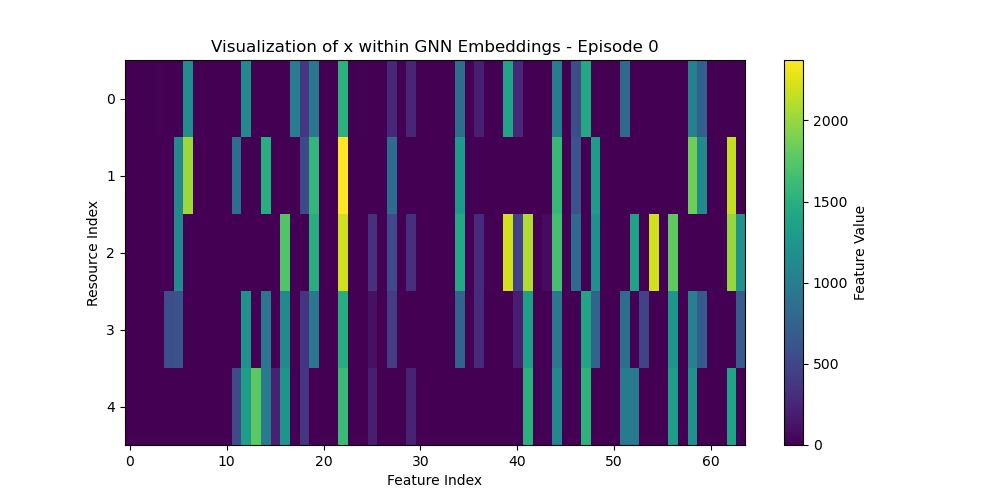 Visualization of x within GNN Embeddings - Episode 0
Resource Index
0
1
2
3
4
0 10 20 30 40 50 60
Feature Index
2000
1500
1000
500
0
Feature Value